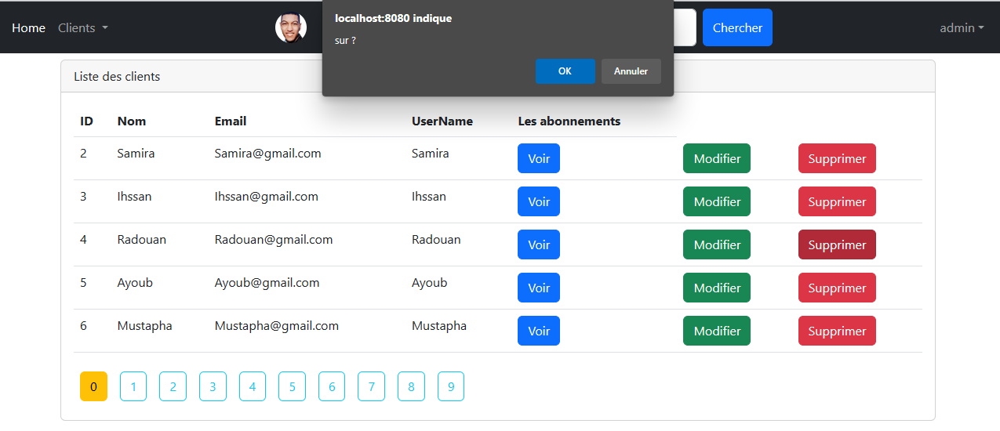 Home Clients Chercher admin
localhost:8080 indique
sur ?
OK Annuler
Liste des clients
ID Nom Email UserName Les abonnements
2 Samira Samira@gmail.com Samira Voir Modifier Supprimer
3 Ihssan Ihssan@gmail.com Ihssan Voir Modifier Supprimer
4 Radouan Radouan@gmail.com Radouan Voir Modifier Supprimer
5 Ayoub Ayoub@gmail.com Ayoub Voir Modifier Supprimer
6 Mustapha Mustapha@gmail.com Mustapha Voir Modifier Supprimer
0 1 2 3 4 5 6 7 8 9